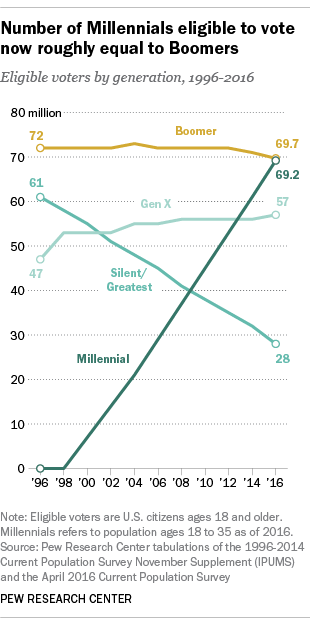 Number of Millennials eligible to vote
now roughly equal to Boomers
Eligible voters by generation, 1996-2016
80 million
72
Boomer
69.7
70
69.2
61
60
Gen X
57
50
47
Silent/
Greatest
40
30
Millennial
28
20
10
0
'96 '98 '00 '02 '04 '06 '08 '10 '12 '14 '16
Note: Eligible voters are U.S. citizens ages 18 and older.
Millennials refers to population ages 18 to 35 as of 2016.
Source: Pew Research Center tabulations of the 1996-2014
Current Population Survey November Supplement (IPUMS)
and the April 2016 Current Population Survey
PEW RESEARCH CENTER